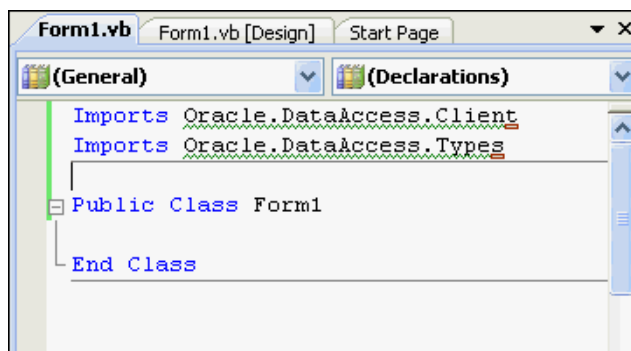 Form1.vb Form1.vb [Design] Start Page
(General) (Declarations)
Imports Oracle.DataAccess.Client
Imports Oracle.DataAccess.Types
Public Class Form1
End Class